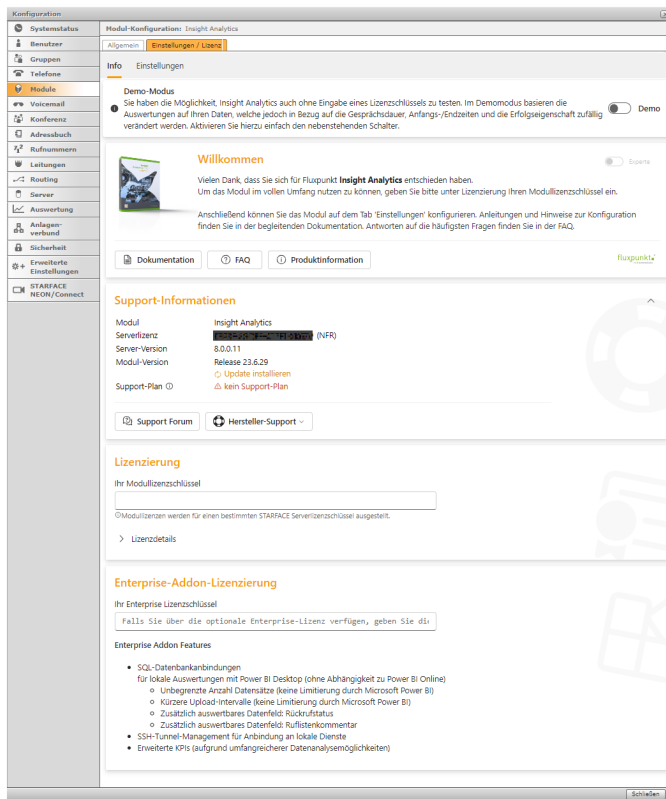 Konfiguration
Systemstatus
Benutzer
Gruppen
Telefone
Module
Voicemail
Konferenz
Adressbuch
Rufnummern
Leitungen
Routing
Server
Auswertung
Anlagen-
verbund
Sicherheit
Erweiterte
Einstellungen
STARFACE
NEON/Connect
Modul-Konfiguration: Insight Analytics
Allgemein Einstellungen / Lizenz
Info Einstellungen
Demo-Modus
Sie haben die Möglichkeit, Insight Analytics auch ohne Eingabe eines Lizenzschlüssels zu testen. Im Demomodus basieren die
Auswertungen auf Ihren Daten, welche jedoch in Bezug auf die Gesprächsdauer, Anfangs-/Endzeiten und die Erfolgseigenschaft zufällig
verändert werden. Aktivieren Sie hierzu einfach den nebenstehenden Schalter.
Demo
Willkommen
Experte
Vielen Dank, dass Sie sich für Fluxpunkt Insight Analytics entschieden haben.
Um das Modul im vollen Umfang nutzen zu können, geben Sie bitte unter Lizenzierung Ihren Modullizenzschlüssel ein.
Anschließend können Sie das Modul auf dem Tab 'Einstellungen' konfigurieren. Anleitungen und Hinweise zur Konfiguration
finden Sie in der begleitenden Dokumentation. Antworten auf die häufigsten Fragen finden Sie in der FAQ.
Dokumentation FAQ Produktinformation
fluxpunkt
Support-Informationen
Modul Insight Analytics
Serverlizenz (NFR)
Server-Version 8.0.0.11
Modul-Version Release 23.6.29
Update installieren
Support-Plan kein Support-Plan
Support Forum Hersteller-Support
Lizenzierung
Ihr Modullizenzschlüssel
Modullizenzen werden für einen bestimmten STARFACE Serverlizenzschlüssel ausgestellt.
Lizenzdetails
Enterprise-Addon-Lizenzierung
Ihr Enterprise Lizenzschlüssel
Falls Sie über die optionale Enterprise-Lizenz verfügen, geben Sie die
Enterprise Addon Features
SQL-Datenbankanbindungen
für lokale Auswertungen mit Power BI Desktop (ohne Abhängigkeit zu Power BI Online)
Unbegrenzte Anzahl Datensätze (keine Limitierung durch Microsoft Power BI)
Kürzere Upload-Intervalle (keine Limitierung durch Microsoft Power BI)
Zusätzlich auswertbares Datenfeld: Rückrufstatus
Zusätzlich auswertbares Datenfeld: Ruflistenkommentar
SSH-Tunnel-Management für Anbindung an lokale Dienste
Erweiterte KPIs (aufgrund umfangreicherer Datenanalysemöglichkeiten)
Schließen